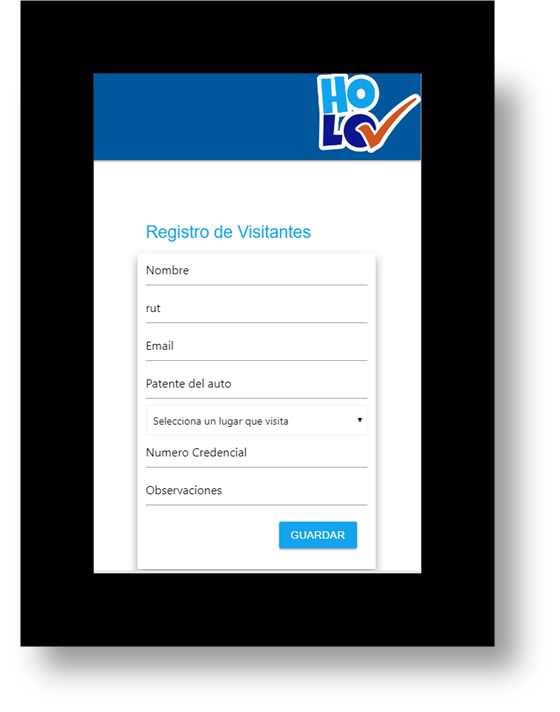 HO
LO
Registro de Visitantes
Nombre
rut
Email
Patente del auto
Selecciona un lugar que visita
Numero Credencial
Observaciones
GUARDAR